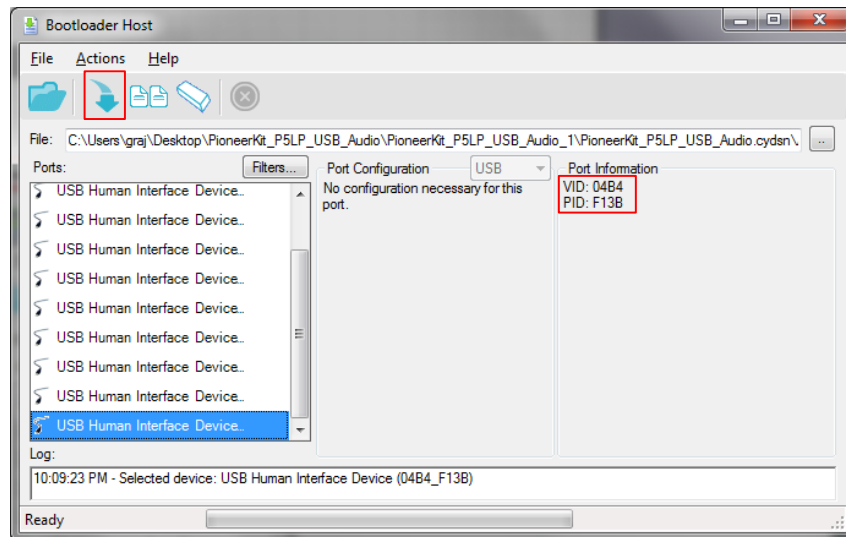 Bootloader Host
File Actions Help
File: C:\Users\graj\Desktop\PioneerKit_P5LP_USB_Audio\PioneerKit_P5LP_USB_Audio_1\PioneerKit_P5LP_USB_Audio.cydsn\. ..
Ports: Filters...
USB Human Interface Device...
USB Human Interface Device...
USB Human Interface Device...
USB Human Interface Device...
USB Human Interface Device...
USB Human Interface Device...
USB Human Interface Device...
USB Human Interface Device...
USB Human Interface Device...
Port Configuration USB
No configuration necessary for this
port.
Port Information
VID: 04B4
PID: F13B
Log:
10:09:23 PM - Selected device: USB Human Interface Device (04B4_F13B)
Ready